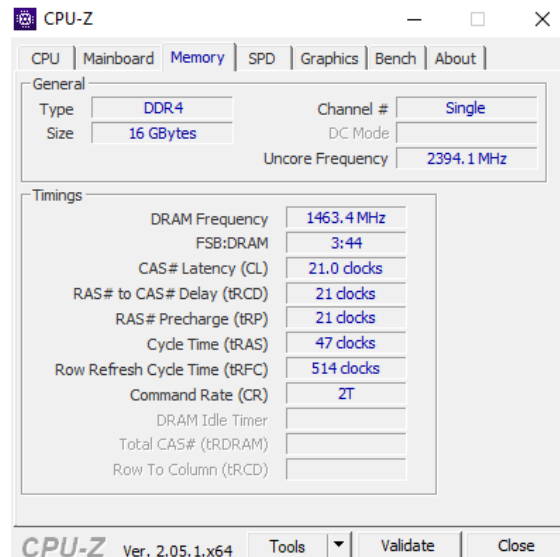 CPU-Z
CPU Mainboard Memory SPD Graphics Bench About
General
Type DDR4 Channel # Single
Size 16 GBytes DC Mode
Uncore Frequency 2394.1 MHz
Timings
DRAM Frequency 1463.4 MHz
FSB:DRAM 3:44
CAS# Latency (CL) 21.0 clocks
RAS# to CAS# Delay (tRCD) 21 clocks
RAS# Precharge (tRP) 21 clocks
Cycle Time (tRAS) 47 clocks
Row Refresh Cycle Time (tRFC) 514 clocks
Command Rate (CR) 2T
DRAM Idle Timer
Total CAS# (tRDRAM)
Row To Column (tRCD)
CPU-Z Ver. 2.05.1.x64 Tools Validate Close